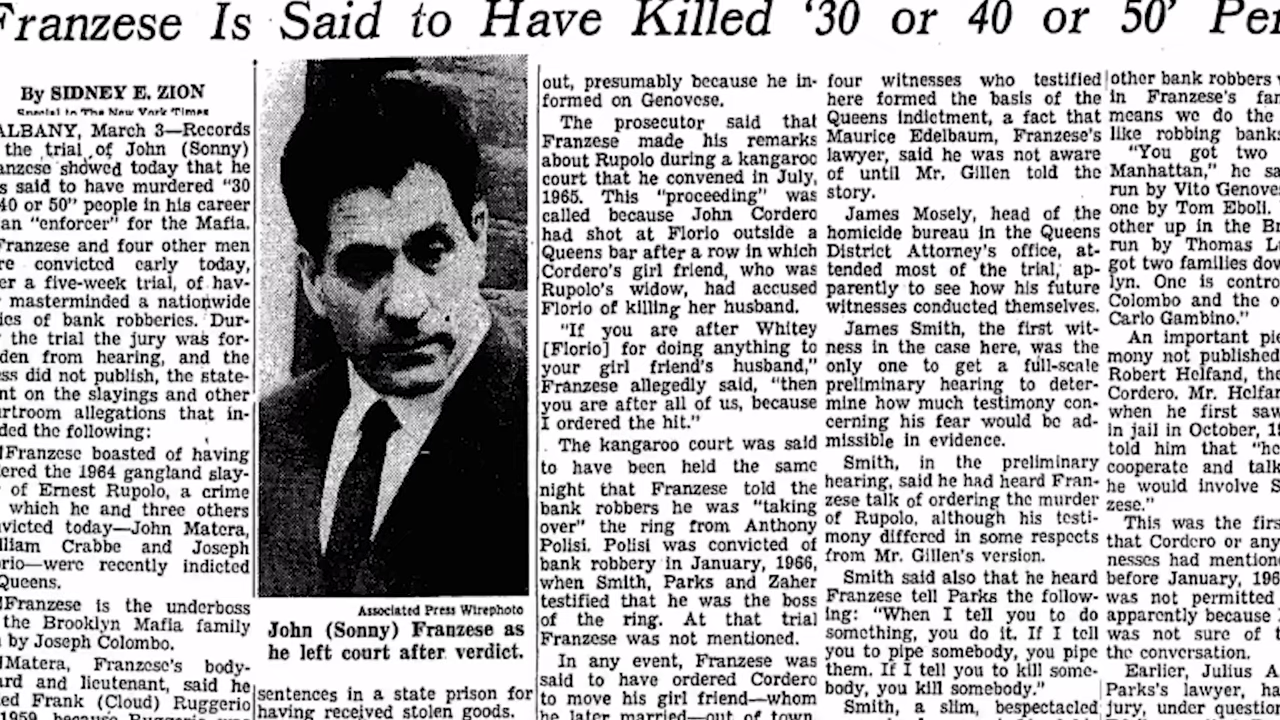 Franzese Is Said to Have Killed '30 or 40 or 50' Per
By SIDNEY E. ZION
Special to The New York Times
ALBANY, March 3—Records
the trial of John (Sonny)
anzese showed today that he
s said to have murdered "30
40 or 50" people in his career
an "enforcer" for the Mafia.
Franzese and four other men
re convicted early today,
er a five-week trial, of hav-
masterminded a nationwide
ies of bank robberies. Dur-
the trial the jury was for-
den from hearing, and the
ss did not publish, the state-
nt on the slayings and other
urtroom allegations that in-
ded the following:
Franzese boasted of having
ered the 1964 gangland slay-
of Ernest Rupolo, a crime
which he and three others
victed today—John Matera,
lliam Crabbe and Joseph
rio—were recently indicted
Queens.
Franzese is the underboss
the Brooklyn Mafia family
by Joseph Colombo.
Matera, Franzese's body-
ard and lieutenant, said he
ed Frank (Cloud) Ruggerio
1959, because Ruggerio was
Associated Press Wirephoto
John (Sonny) Franzese as
he left court after verdict.
sentences in a state prison for
having received stolen goods.
out, presumably because he in-
formed on Genovese.
The prosecutor said that
Franzese made his remarks
about Rupolo during a kangaroo
court that he convened in July,
1965. This "proceeding" was
called because John Cordero
had shot at Florio outside a
Queens bar after a row in which
Cordero's girl friend, who was
Rupolo's widow, had accused
Florio of killing her husband.
"If you are after Whitey
[Florio] for doing anything to
your girl friend's husband,"
Franzese allegedly said, "then
you are after all of us, because
I ordered the hit."
The kangaroo court was said
to have been held the same
night that Franzese told the
bank robbers he was "taking
over" the ring from Anthony
Polisi. Polisi was convicted of
bank robbery in January, 1966,
when Smith, Parks and Zaher
testified that he was the boss
of the ring. At that trial
Franzese was not mentioned.
In any event, Franzese was
said to have ordered Cordero
to move his girl friend—whom
he later married—out of town.
four witnesses who testified
here formed the basis of the
Queens indictment, a fact that
Maurice Edelbaum, Franzese's
lawyer, said he was not aware
of until Mr. Gillen told the
story.
James Mosely, head of the
homicide bureau in the Queens
District Attorney's office, at-
tended most of the trial, ap-
parently to see how his future
witnesses conducted themselves.
James Smith, the first wit-
ness in the case here, was the
only one to get a full-scale
preliminary hearing to deter-
mine how much testimony con-
cerning his fear would be ad-
missible in evidence.
Smith, in the preliminary
hearing, said he had heard Fran-
zese talk of ordering the murder
of Rupolo, although his testi-
mony differed in some respects
from Mr. Gillen's version.
Smith said also that he heard
Franzese tell Parks the follow-
ing: "When I tell you to do
something, you do it. If I tell
you to pipe somebody, you pipe
them. If I tell you to kill some-
body, you kill somebody."
Smith, a slim, bespectacled
other bank robbers
in Franzese's fam
means we do the
like robbing banks
"You got two
Manhattan," he sa
run by Vito Genoves
one by Tom Eboli.
other up in the Br
run by Thomas L
got two families dow
lyn. One is contro
Colombo and the o
Carlo Gambino."
An important pie
mony not published
Robert Helfand, the
Cordero. Mr. Helfan
when he first saw
in jail in October, 19
told him that "he
cooperate and talk
he would involve S
zese."
This was the firs
that Cordero or any
nesses had mentione
before January, 196
was not permitted
apparently because
was not sure of t
the conversation.
Earlier, Julius A
Parks's lawyer, ha
jury, under question